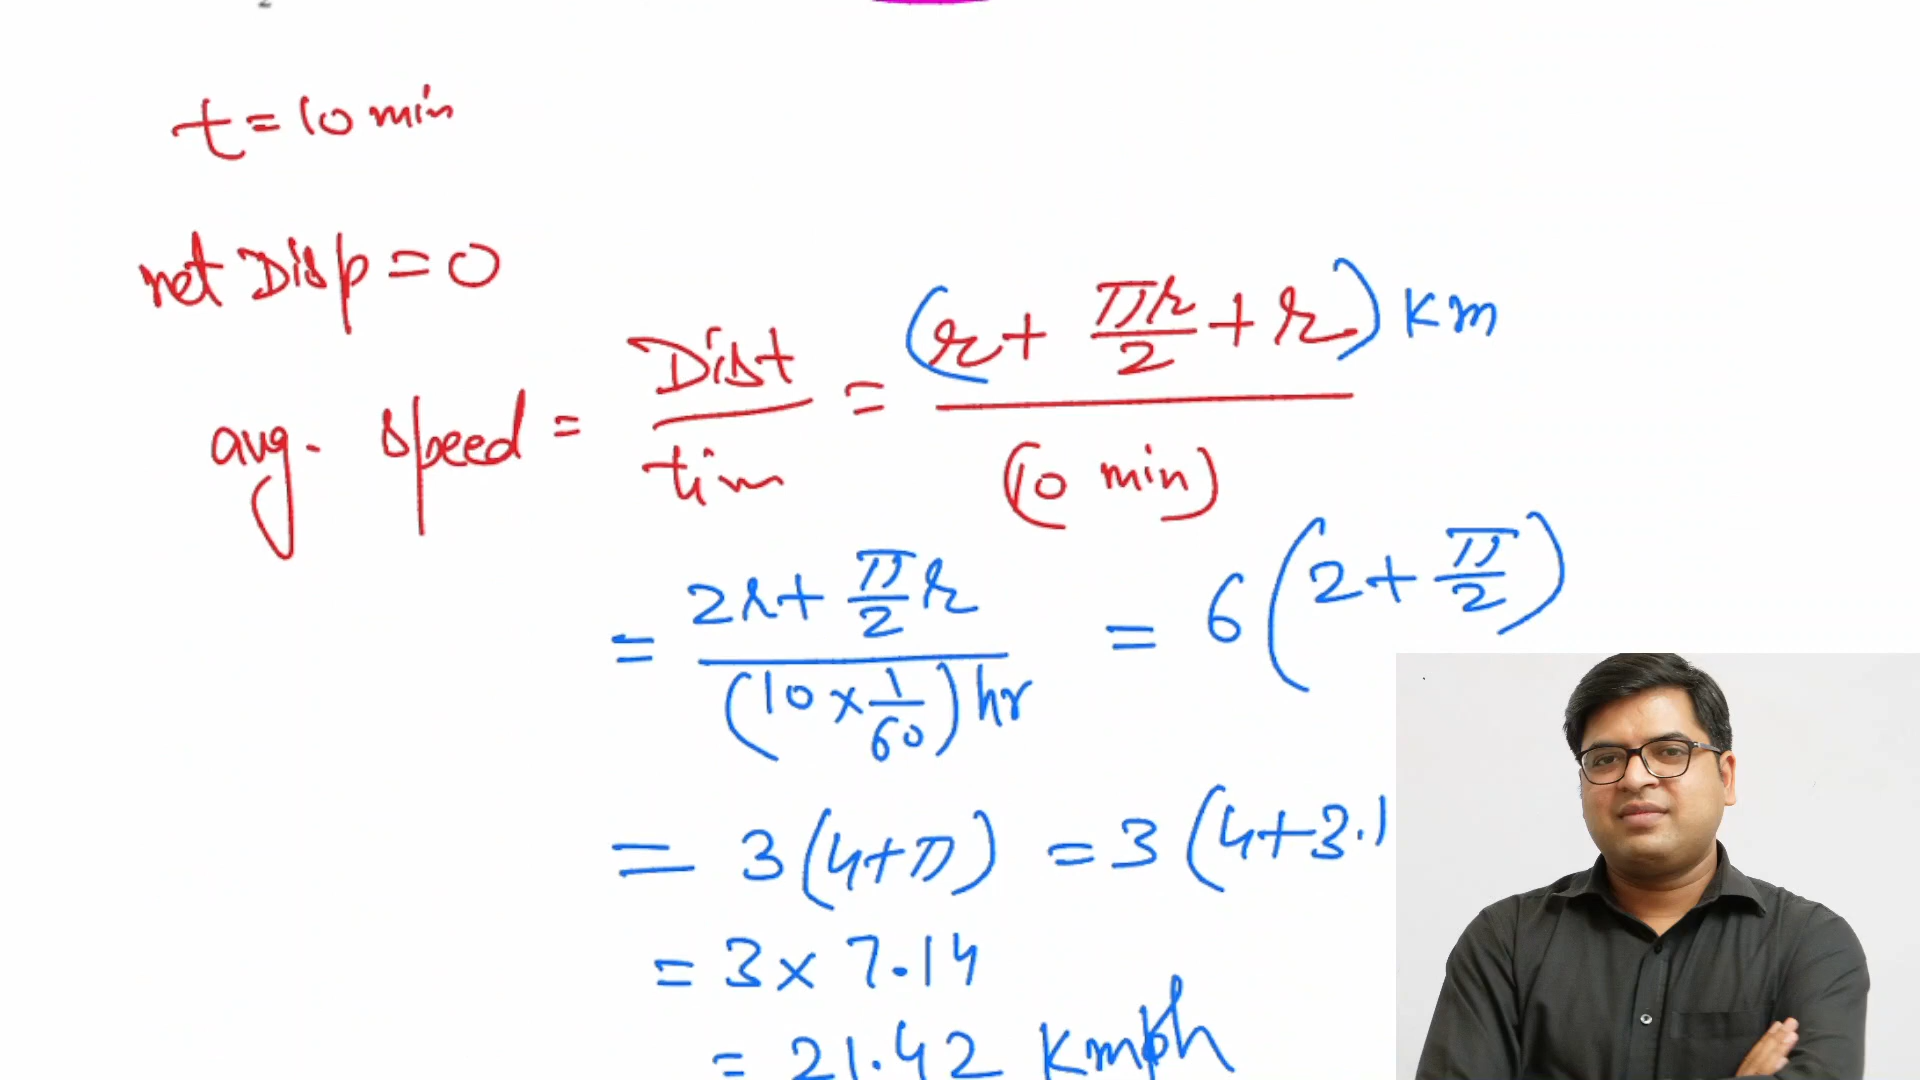 t = 10 min
net Disp = 0
avg. speed = Dist / tim = (r + πr/2 + r) km / (10 min)
= 2r + π/2 r / (10 × 1/60) hr = 6 (2 + π/2)
= 3 (4 + π) = 3 (4 + 3.1
= 3 × 7.14
= 21.42 Kmph